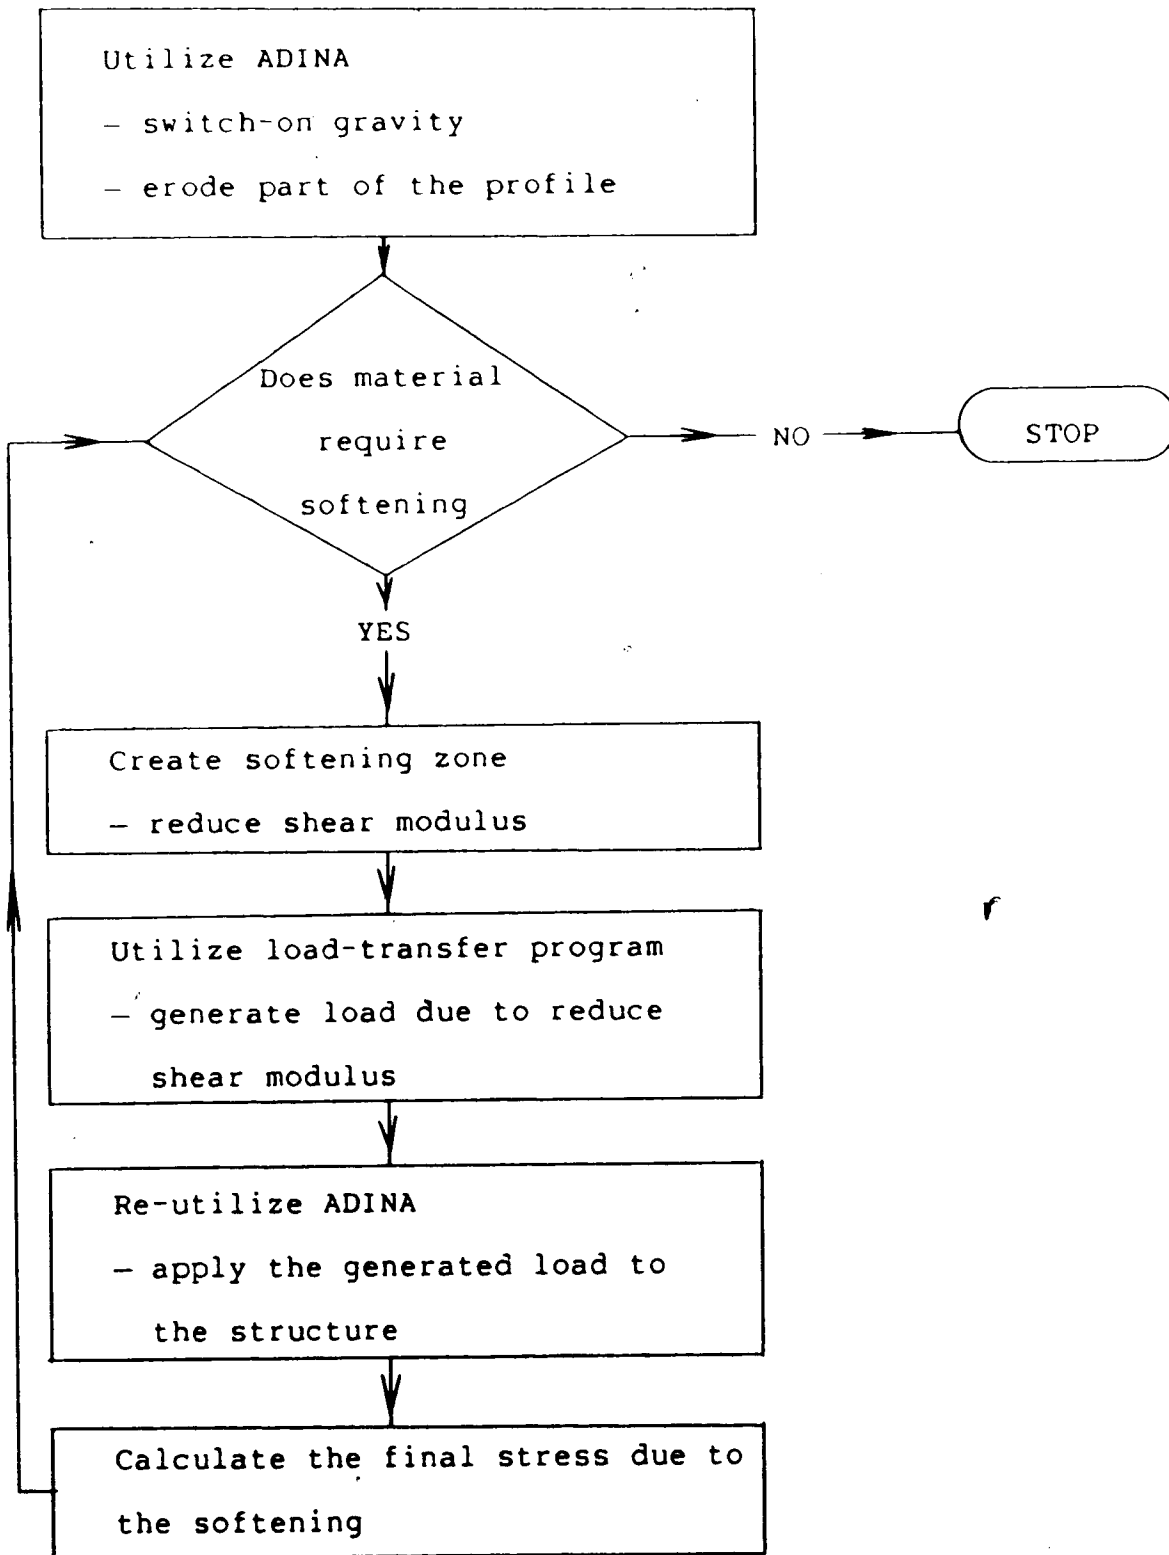 Utilize ADINA
– switch-on gravity
– erode part of the profile
Does material
require
softening
NO
STOP
YES
Create softening zone
– reduce shear modulus
Utilize load-transfer program
– generate load due to reduce
shear modulus
Re-utilize ADINA
– apply the generated load to
the structure
Calculate the final stress due to
the softening